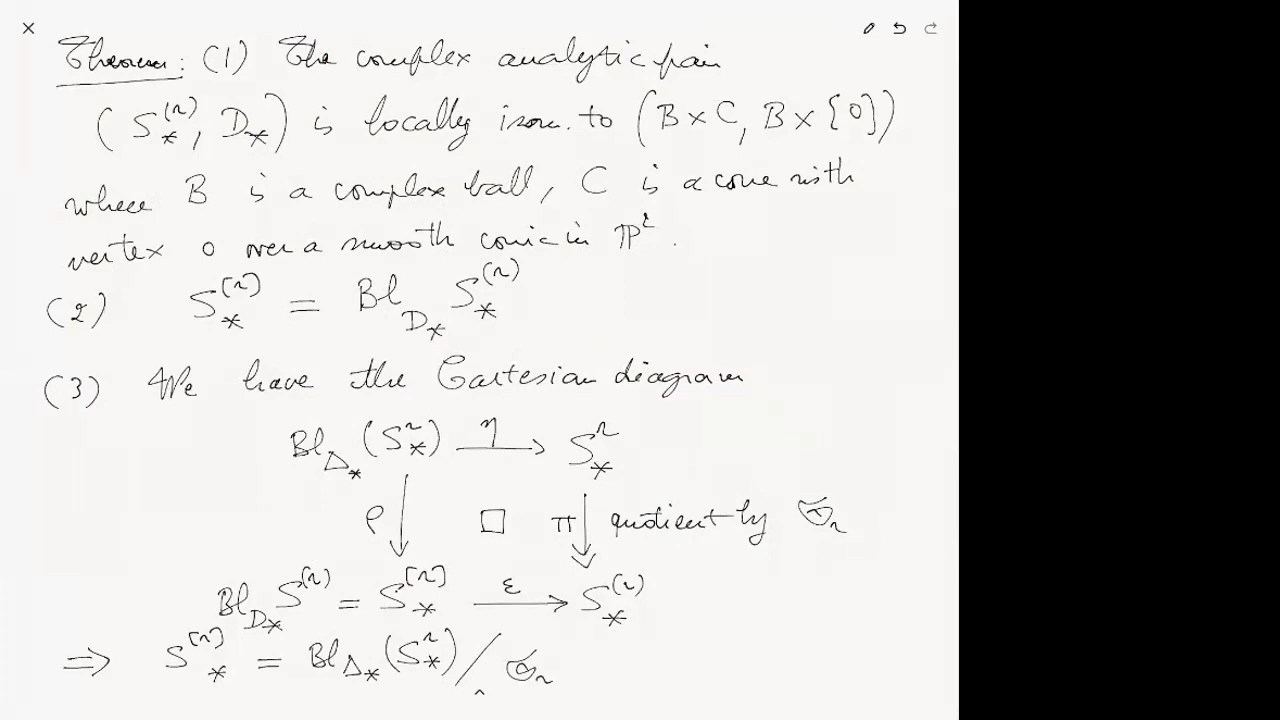 Theorem: (1) The complex analytic pair
(S_*^{(r)}, D_*) is locally isom. to (B × C, B × {0})
where B is a complex ball, C is a cone with
vertex 0 over a smooth conic in ℙ².
(2) S_*^{[r]} = Bl_{D_*} S_*^{(r)}
(3) We have the Cartesian diagram
Bl_{Δ_*}(S_*^r) →^η S_*^r
ρ ↓ □ π ↓ quotient by 𝔖_r
Bl_{D_*} S^{(r)} = S_*^{[r]} →^ε S_*^{(r)}
⇒ S_*^{[r]} = Bl_{Δ_*}(S_*^r) / 𝔖_r